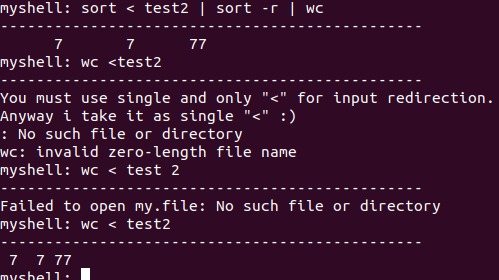 myshell: sort < test2 | sort -r | wc
-----------------------------------------------
      7       7      77
myshell: wc <test2
-----------------------------------------------
You must use single and only "<" for input redirection.
Anyway i take it as single "<" :)
: No such file or directory
wc: invalid zero-length file name
myshell: wc < test 2
-----------------------------------------------
Failed to open my.file: No such file or directory
myshell: wc < test2
-----------------------------------------------
 7  7 77
myshell: